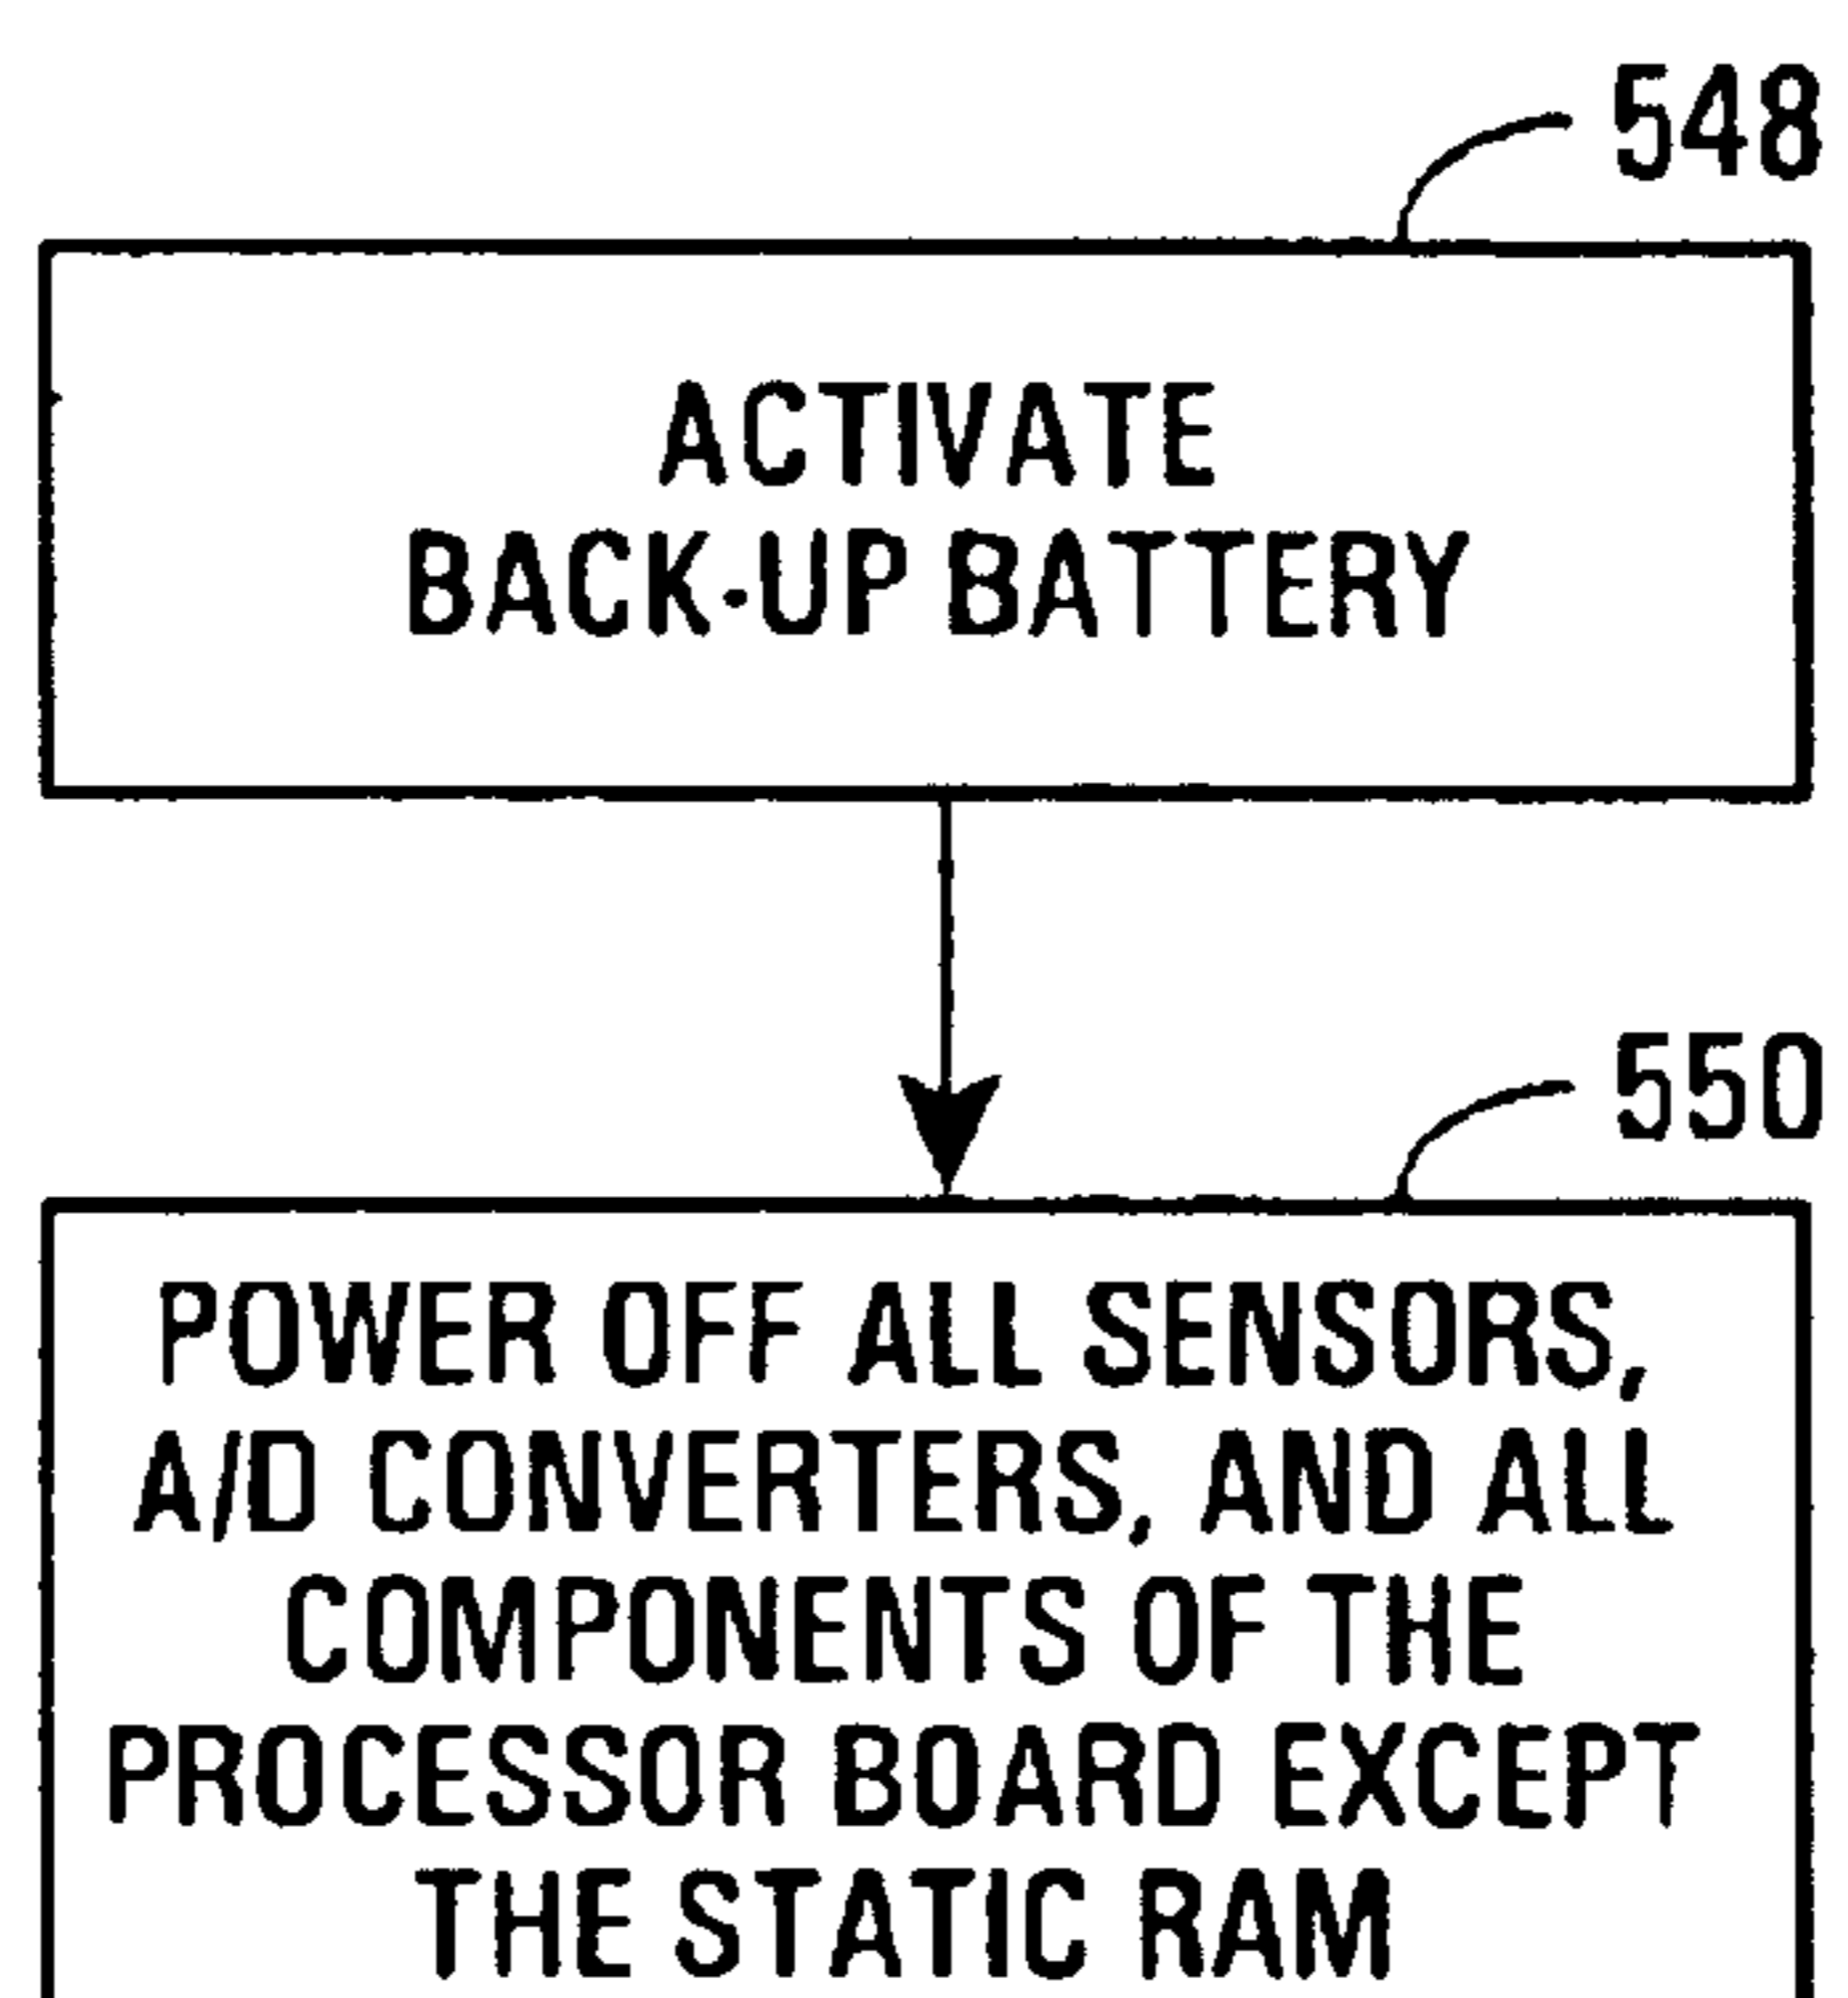 548
ACTIVATE
BACK-UP BATTERY
550
POWER OFF ALL SENSORS,
A/D CONVERTERS, AND ALL
COMPONENTS OF THE
PROCESSOR BOARD EXCEPT
THE STATIC RAM